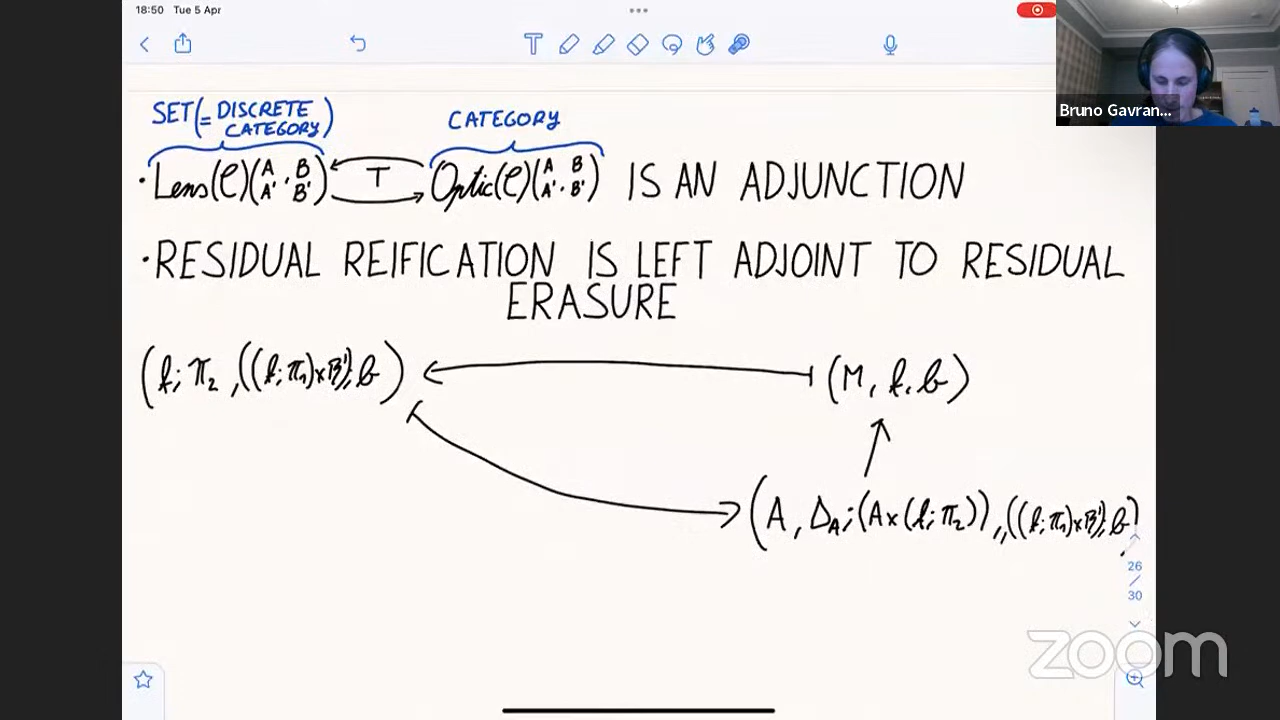 18:50 Tue 5 Apr
Bruno Gavran...
SET(= DISCRETE CATEGORY) CATEGORY
· Lens(C)(A A' , B B') ⊤ Optic(C)(A A' , B B') IS AN ADJUNCTION
· RESIDUAL REIFICATION IS LEFT ADJOINT TO RESIDUAL
ERASURE
(f; π₂, ((f; π₁)×B'); b) (M, f, b)
(A, Δ_A; (A×(f; π₂)), ((f; π₁)×B'); b)
26
/
30
zoom